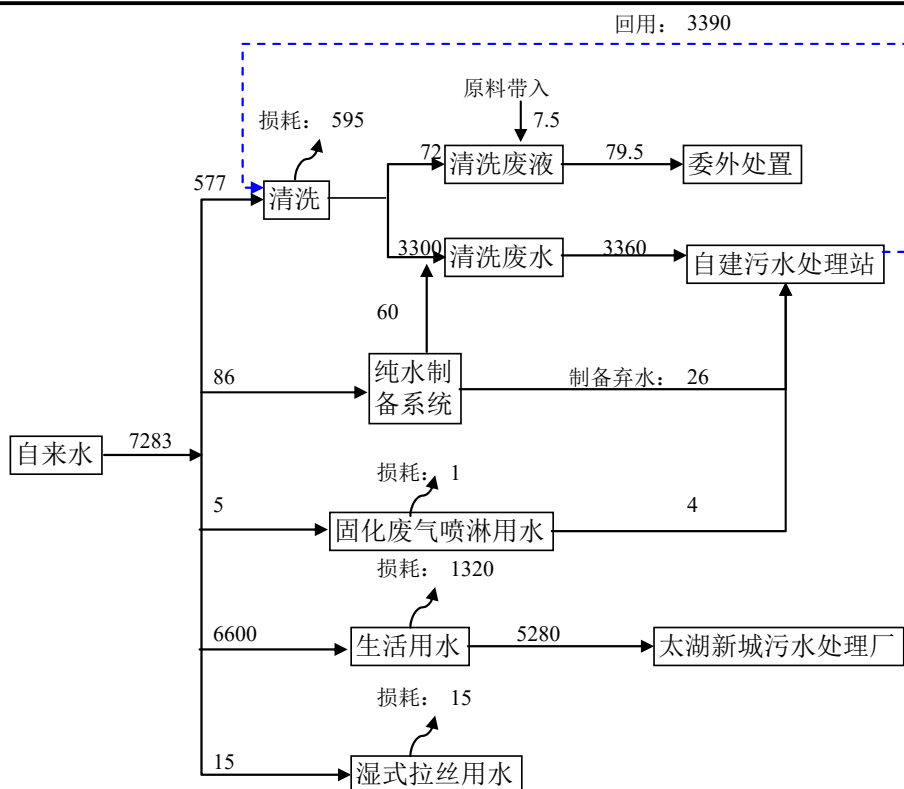 回用： 3390
原料带入
7.5
损耗： 595
72
清洗废液
79.5
委外处置
577
清洗
3300
清洗废水
3360
自建污水处理站
60
86
纯水制
备系统
制备弃水： 26
自来水
7283
损耗： 1
5
固化废气喷淋用水
4
损耗： 1320
6600
生活用水
5280
太湖新城污水处理厂
损耗： 15
15
湿式拉丝用水